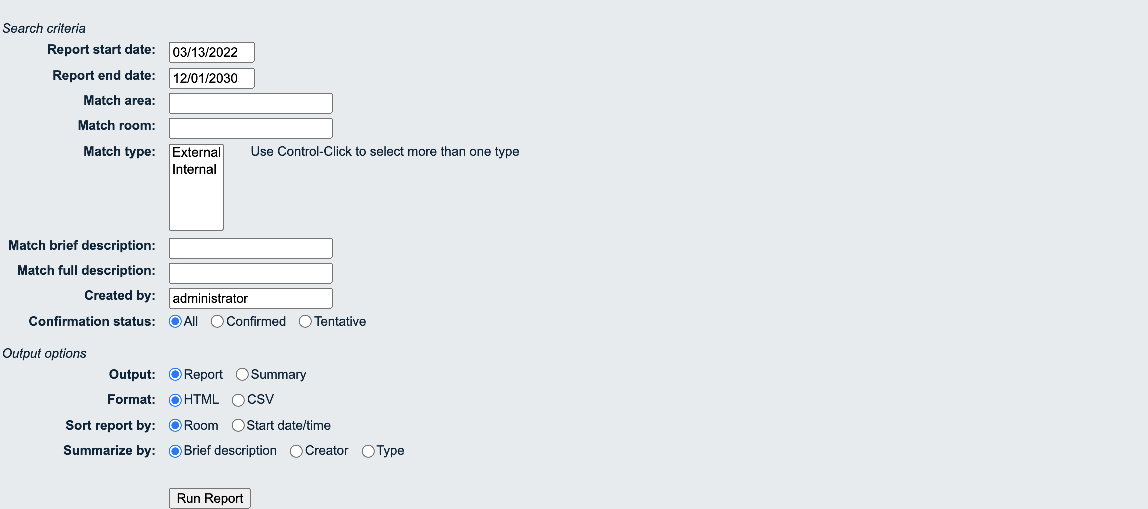 Search criteria
Report start date: 03/13/2022
Report end date: 12/01/2030
Match area:
Match room:
Match type: External Use Control-Click to select more than one type
Internal
Match brief description:
Match full description:
Created by: administrator
Confirmation status: All Confirmed Tentative
Output options
Output: Report Summary
Format: HTML CSV
Sort report by: Room Start date/time
Summarize by: Brief description Creator Type
Run Report